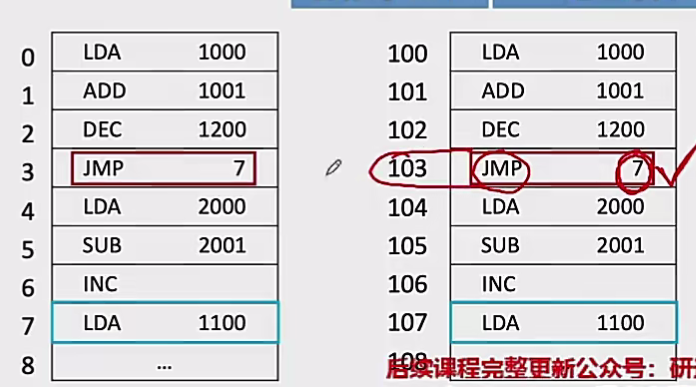 0 LDA 1000 100 LDA 1000
1 ADD 1001 101 ADD 1001
2 DEC 1200 102 DEC 1200
3 JMP 7 103 JMP 7
4 LDA 2000 104 LDA 2000
5 SUB 2001 105 SUB 2001
6 INC 106 INC
7 LDA 1100 107 LDA 1100
8 ... 108
后续课程完整更新公众号：研